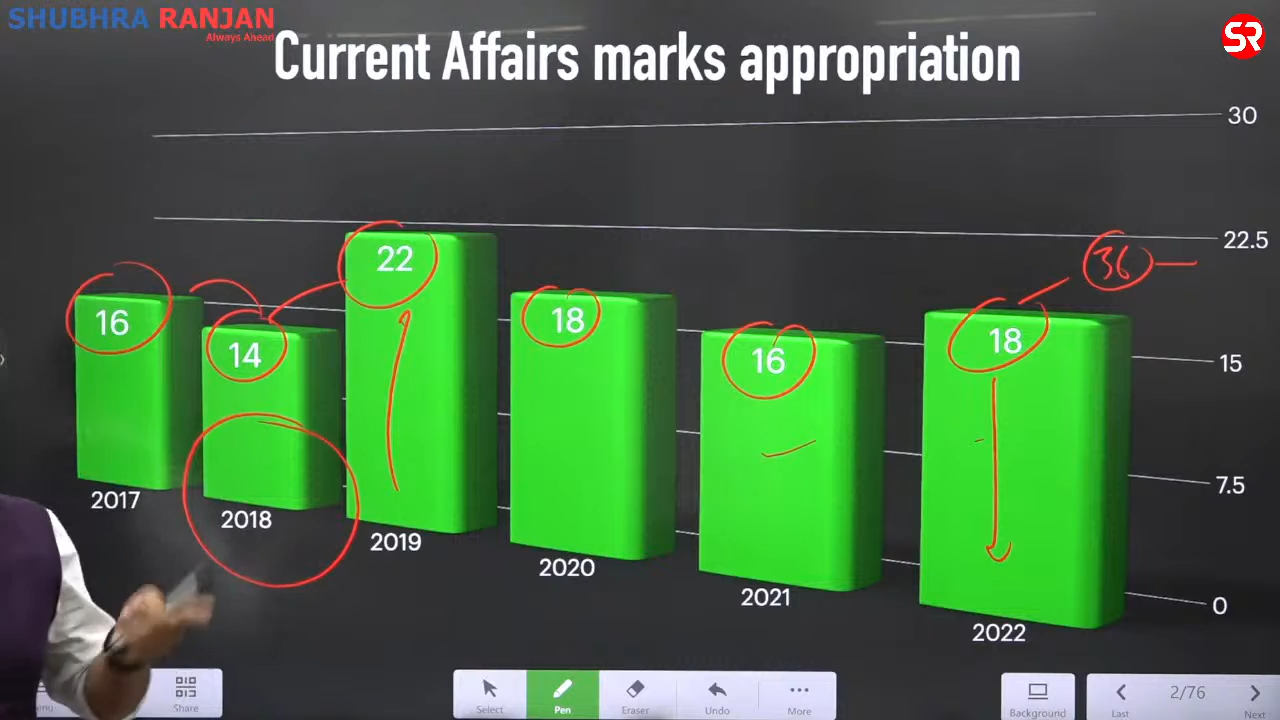 SHUBHRA RANJAN
Always Ahead
SR
Current Affairs marks appropriation
30
22.5
15
7.5
0
16
14
22
18
16
18
36
2017
2018
2019
2020
2021
2022
Share
Select
Pen
Eraser
Undo
More
Background
Last
2/76
Next